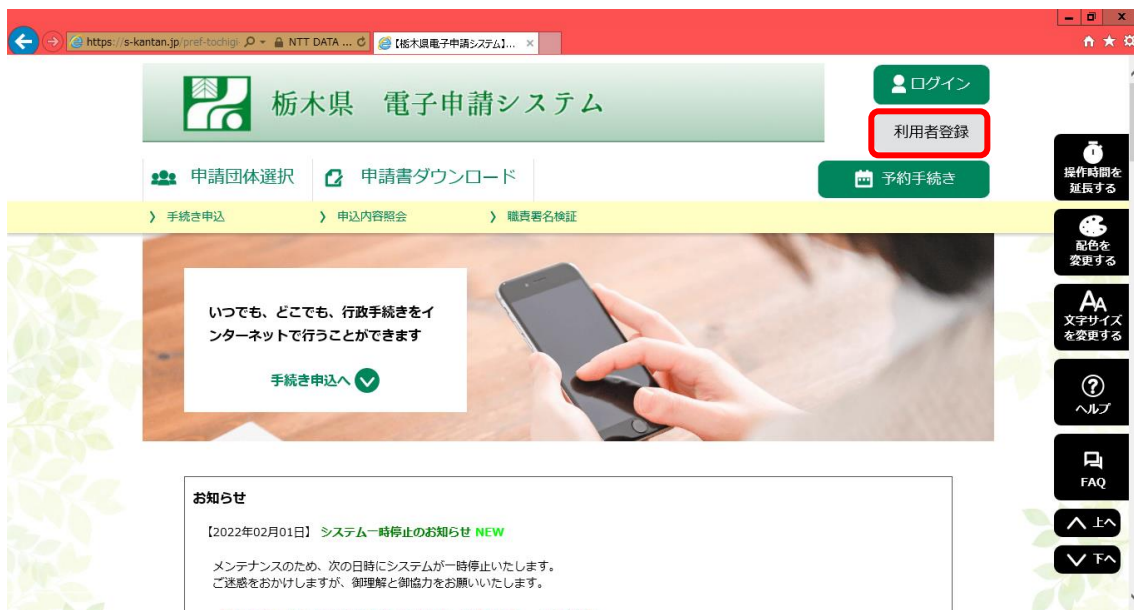 https://s-kantan.jp/pref-tochigi-
NTT DATA ...
【栃木県電子申請システム】...
栃木県 電子申請システム
ログイン
利用者登録
申請団体選択
申請書ダウンロード
予約手続き
手続き申込
申込内容照会
職責署名検証
いつでも、どこでも、行政手続きをイ
ンターネットで行うことができます
手続き申込へ
お知らせ
【2022年02月01日】 システム一時停止のお知らせ NEW
メンテナンスのため、次の日時にシステムが一時停止いたします。
ご迷惑をおかけしますが、御理解と御協力をお願いいたします。
操作時間を
延長する
配色を
変更する
AA
文字サイズ
を変更する
?
ヘルプ
FAQ
上へ
下へ